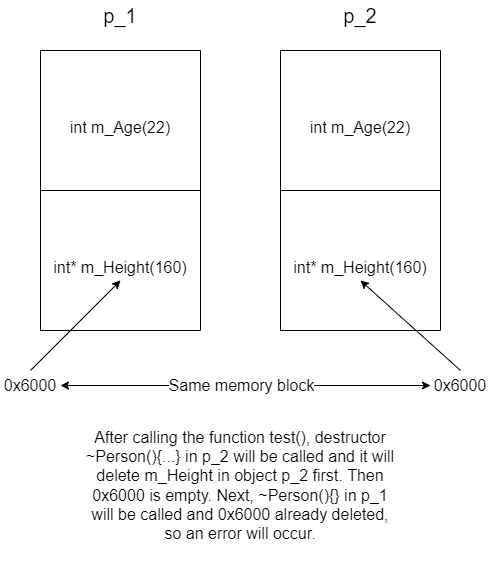 p_1
p_2
int m_Age(22)
int m_Age(22)
int* m_Height(160)
int* m_Height(160)
0x6000
Same memory block
0x6000
After calling the function test(), destructor
~Person(){...} in p_2 will be called and it will
delete m_Height in object p_2 first. Then
0x6000 is empty. Next, ~Person(){} in p_1
will be called and 0x6000 already deleted,
so an error will occur.